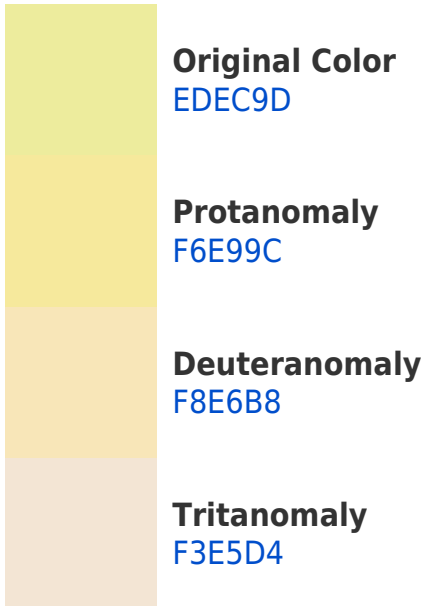 Original Color
EDEC9D
Protanomaly
F6E99C
Deuteranomaly
F8E6B8
Tritanomaly
F3E5D4